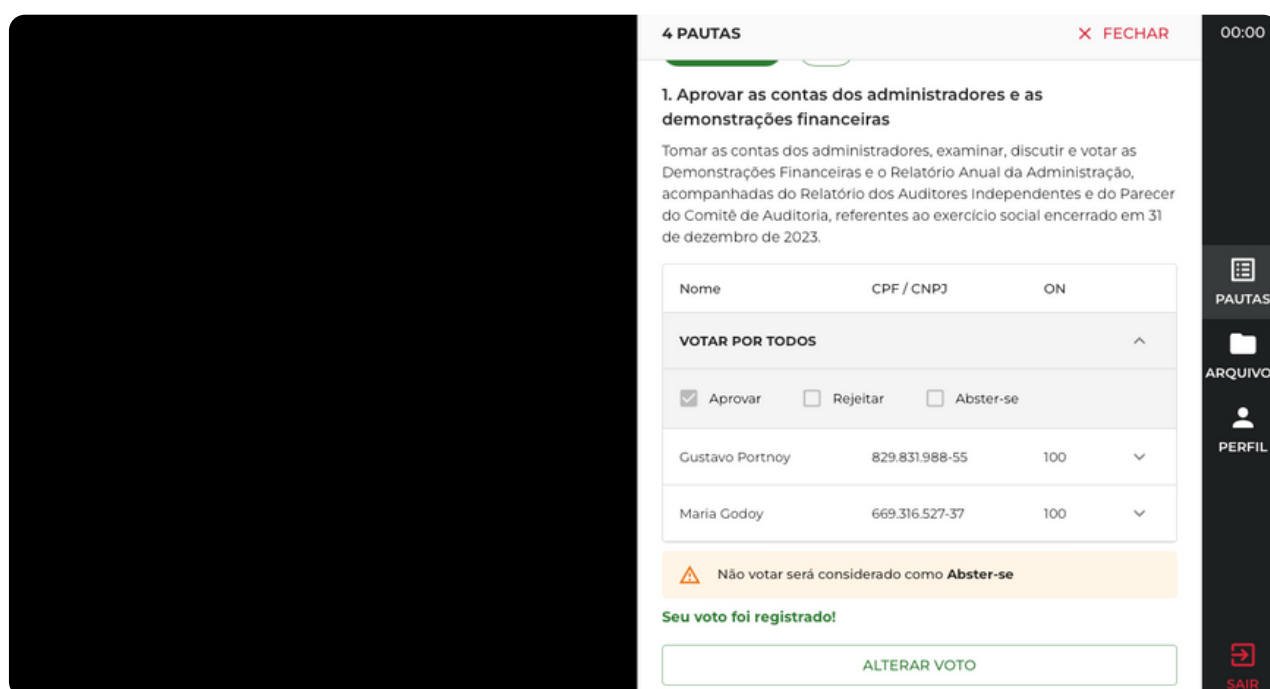 4 PAUTAS
FECHAR
00:00
1. Aprovar as contas dos administradores e as
demonstrações financeiras
Tomar as contas dos administradores, examinar, discutir e votar as
Demonstrações Financeiras e o Relatório Anual da Administração,
acompanhadas do Relatório dos Auditores Independentes e do Parecer
do Comitê de Auditoria, referentes ao exercício social encerrado em 31
de dezembro de 2023.
Nome CPF / CNPJ ON
VOTAR POR TODOS
Aprovar Rejeitar Abster-se
Gustavo Portnoy 829.831.988-55 100
Maria Godoy 669.316.527-37 100
Não votar será considerado como Abster-se
Seu voto foi registrado!
ALTERAR VOTO
PAUTAS
ARQUIVO
PERFIL
SAIR